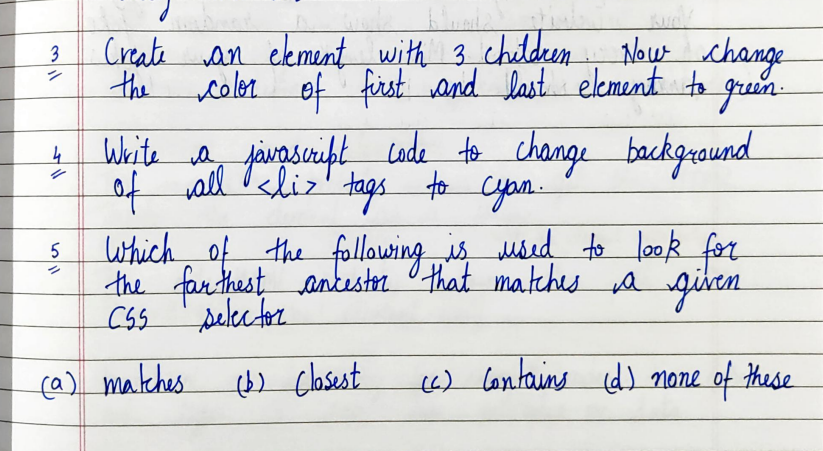 3 Create an element with 3 children. Now change
the color of first and last element to green.
4 Write a javascript code to change background
of all <li> tags to cyan.
5 Which of the following is used to look for
the farthest ancestor that matches a given
CSS selector
(a) matches (b) Closest (c) Contains (d) none of these